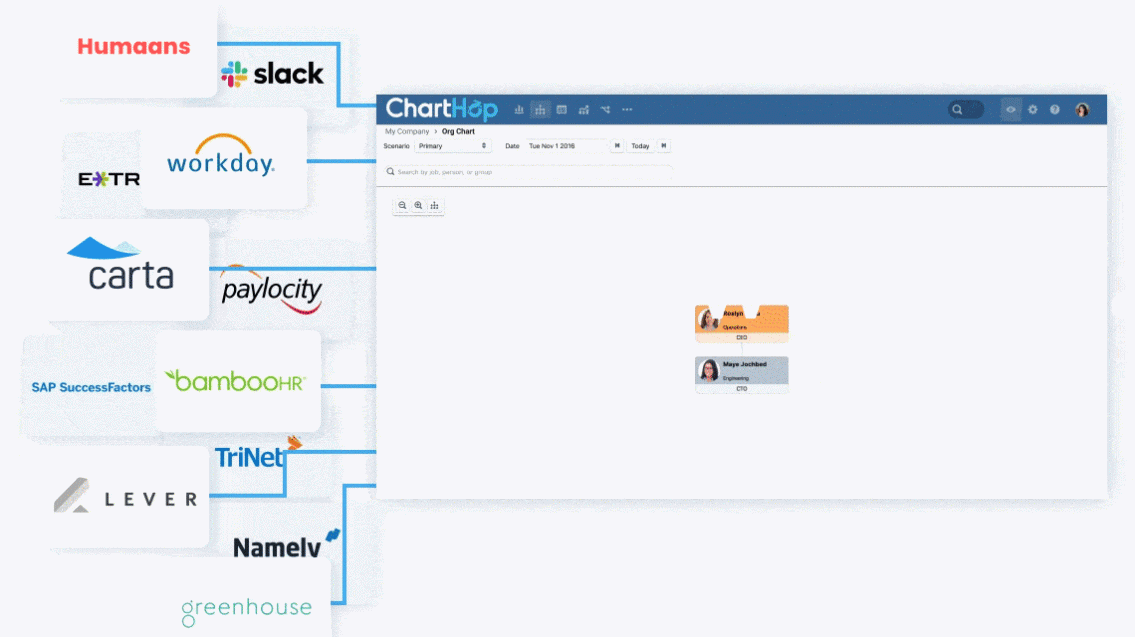 Humaans
slack
workday.
EXTR
carta
paylocity
SAP SuccessFactors
bambooHR
TriNet
LEVER
Namely
greenhouse
ChartHop
My Company > Org Chart
Scenario Primary Date Tue Nov 1 2016 Today
Search by job, person, or group
Roslyn
Operations
CEO
Maye Jochbed
Engineering
CTO